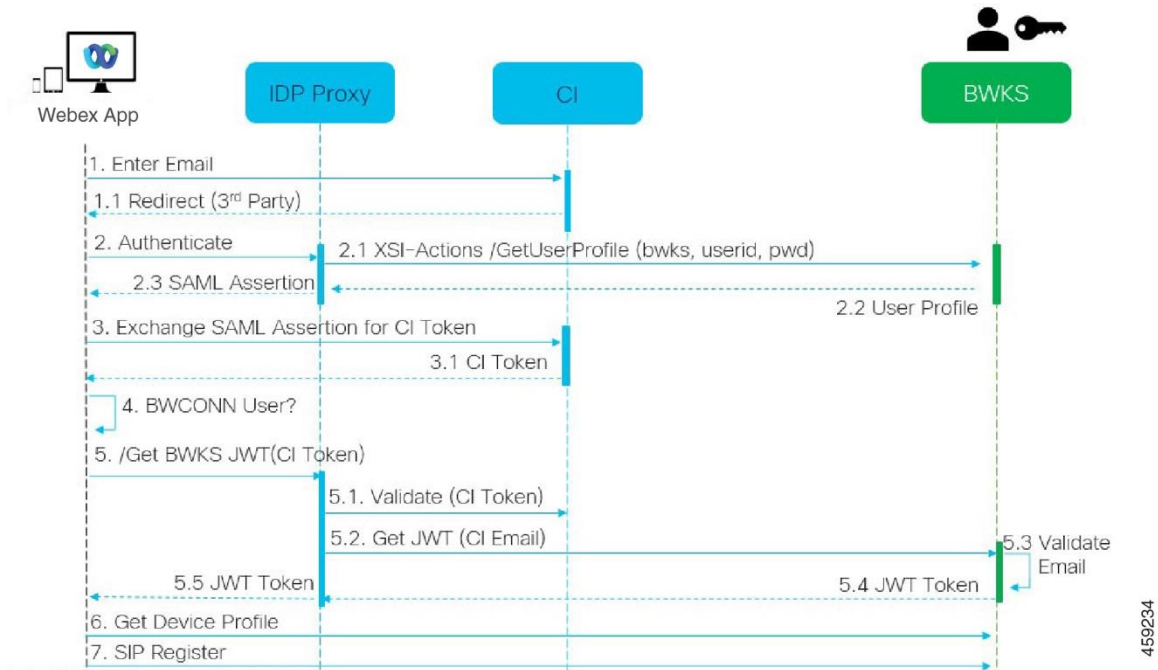 Webex App
IDP Proxy
CI
BWKS
1. Enter Email
1.1 Redirect (3rd Party)
2. Authenticate
2.1 XSI-Actions /GetUserProfile (bwks, userid, pwd)
2.3 SAML Assertion
2.2 User Profile
3. Exchange SAML Assertion for CI Token
3.1 CI Token
4. BWCONN User?
5. /Get BWKS JWT(CI Token)
5.1. Validate (CI Token)
5.2. Get JWT (CI Email)
5.3 Validate
Email
5.5 JWT Token
5.4 JWT Token
6. Get Device Profile
7. SIP Register
459234